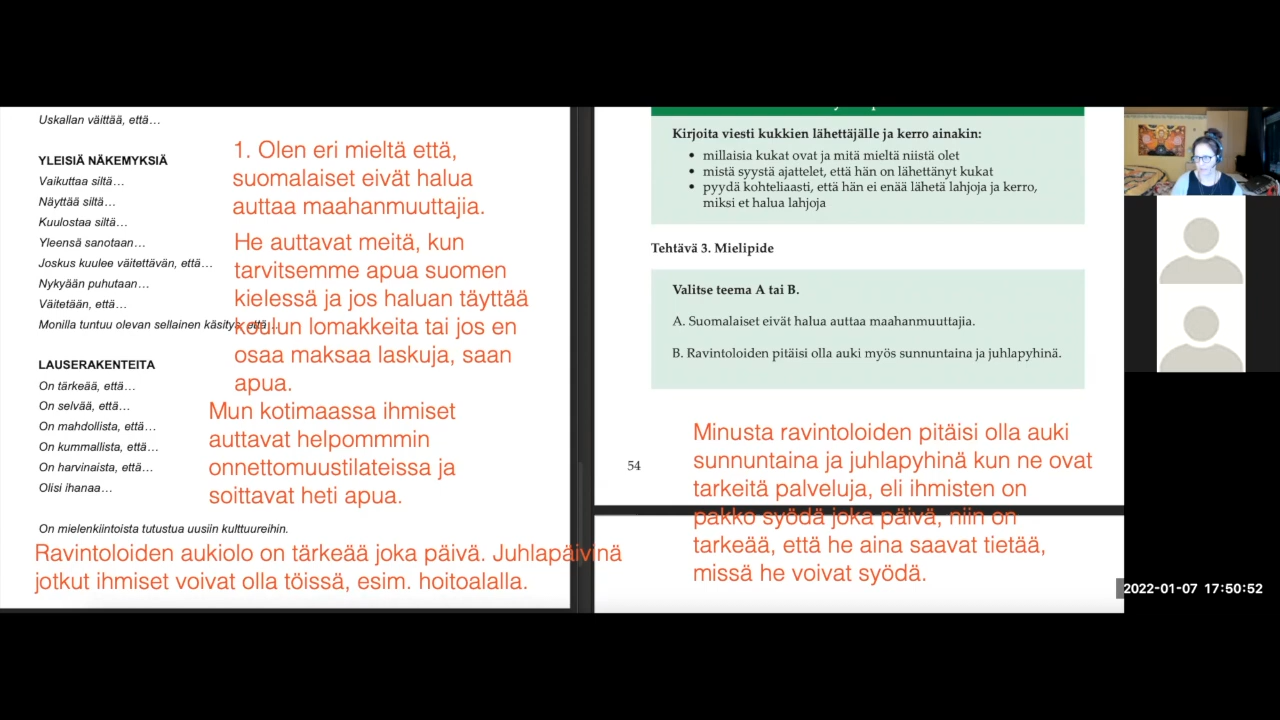 Uskallan väittää, että…
YLEISIÄ NÄKEMYKSIÄ
Vaikuttaa siltä…
Näyttää siltä…
Kuulostaa siltä…
Yleensä sanotaan…
Joskus kuulee väitettävän, että…
Nykyään puhutaan…
Väitetään, että…
Monilla tuntuu olevan sellainen käsitys, että…
LAUSERAKENTEITA
On tärkeää, että…
On selvää, että…
On mahdollista, että…
On kummallista, että…
On harvinaista, että…
Olisi ihanaa…
On mielenkiintoista tutustua uusiin kulttuureihin.
1. Olen eri mieltä että,
suomalaiset eivät halua
auttaa maahanmuuttajia.
He auttavat meitä, kun
tarvitsemme apua suomen
kielessä ja jos haluan täyttää
koulun lomakkeita tai jos en
osaa maksaa laskuja, saan
apua.
Mun kotimaassa ihmiset
auttavat helpommmin
onnettomuustilateissa ja
soittavat heti apua.
Ravintoloiden aukiolo on tärkeää joka päivä. Juhlapäivinä
jotkut ihmiset voivat olla töissä, esim. hoitoalalla.
Kirjoita viesti kukkien lähettäjälle ja kerro ainakin:
• millaisia kukat ovat ja mitä mieltä niistä olet
• mistä syystä ajattelet, että hän on lähettänyt kukat
• pyydä kohteliaasti, että hän ei enää lähetä lahjoja ja kerro,
miksi et halua lahjoja
Tehtävä 3. Mielipide
Valitse teema A tai B.
A. Suomalaiset eivät halua auttaa maahanmuuttajia.
B. Ravintoloiden pitäisi olla auki myös sunnuntaina ja juhlapyhinä.
54
Minusta ravintoloiden pitäisi olla auki
sunnuntaina ja juhlapyhinä kun ne ovat
tarkeitä palveluja, eli ihmisten on
pakko syödä joka päivä, niin on
tarkeää, että he aina saavat tietää,
missä he voivat syödä.
2022-01-07 17:50:52